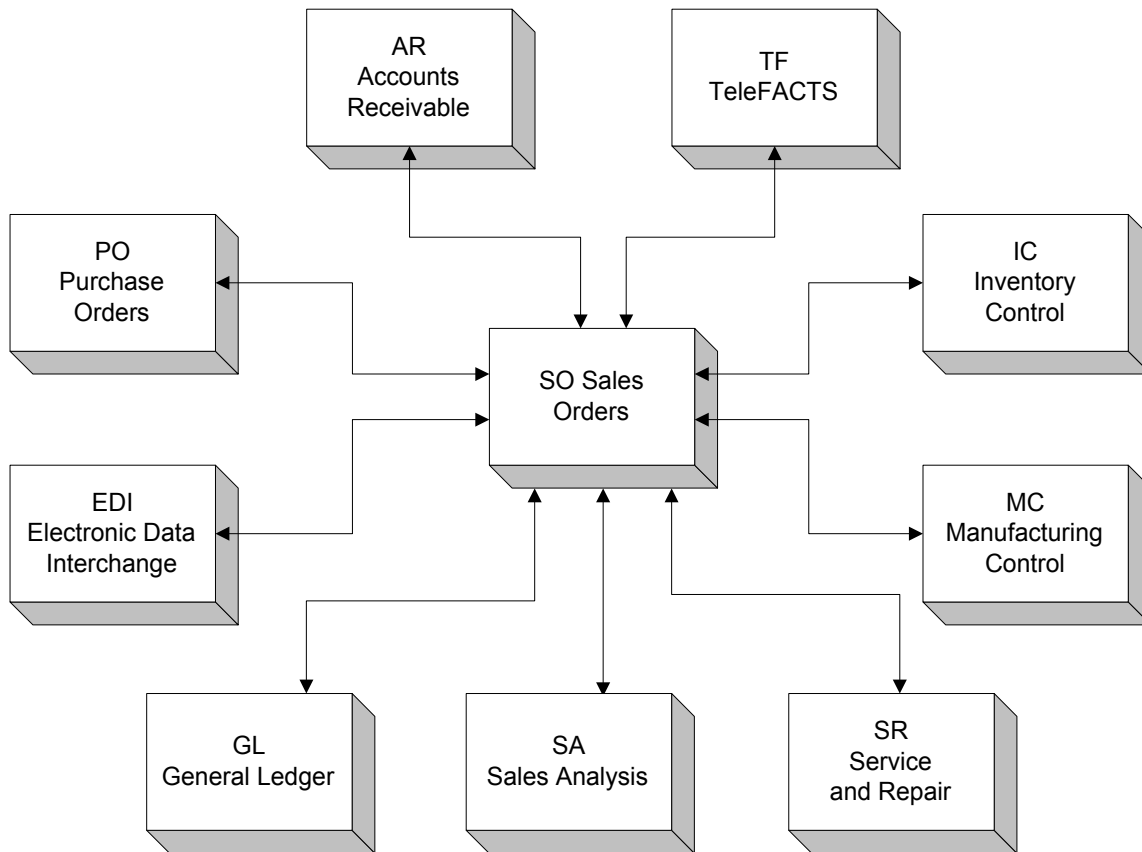 AR
Accounts
Receivable
TF
TeleFACTS
PO
Purchase
Orders
IC
Inventory
Control
SO Sales
Orders
EDI
Electronic Data
Interchange
MC
Manufacturing
Control
GL
General Ledger
SA
Sales Analysis
SR
Service
and Repair